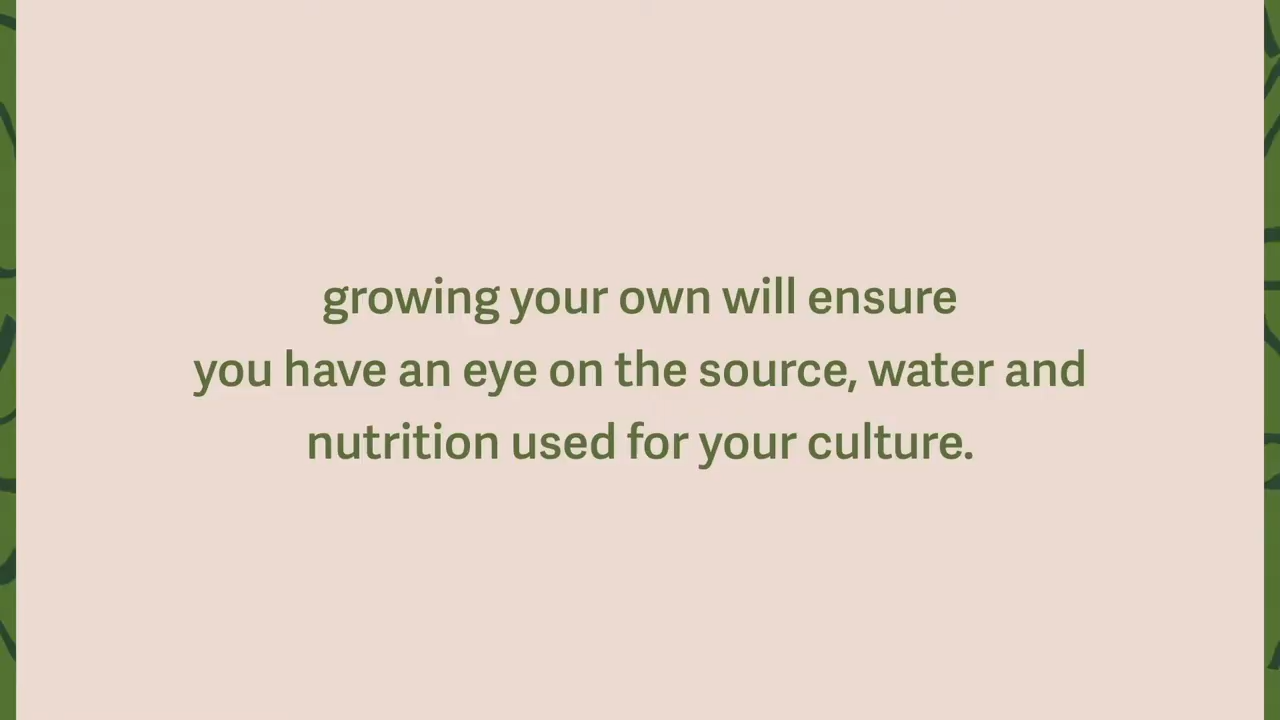 growing your own will ensure
you have an eye on the source, water and
nutrition used for your culture.